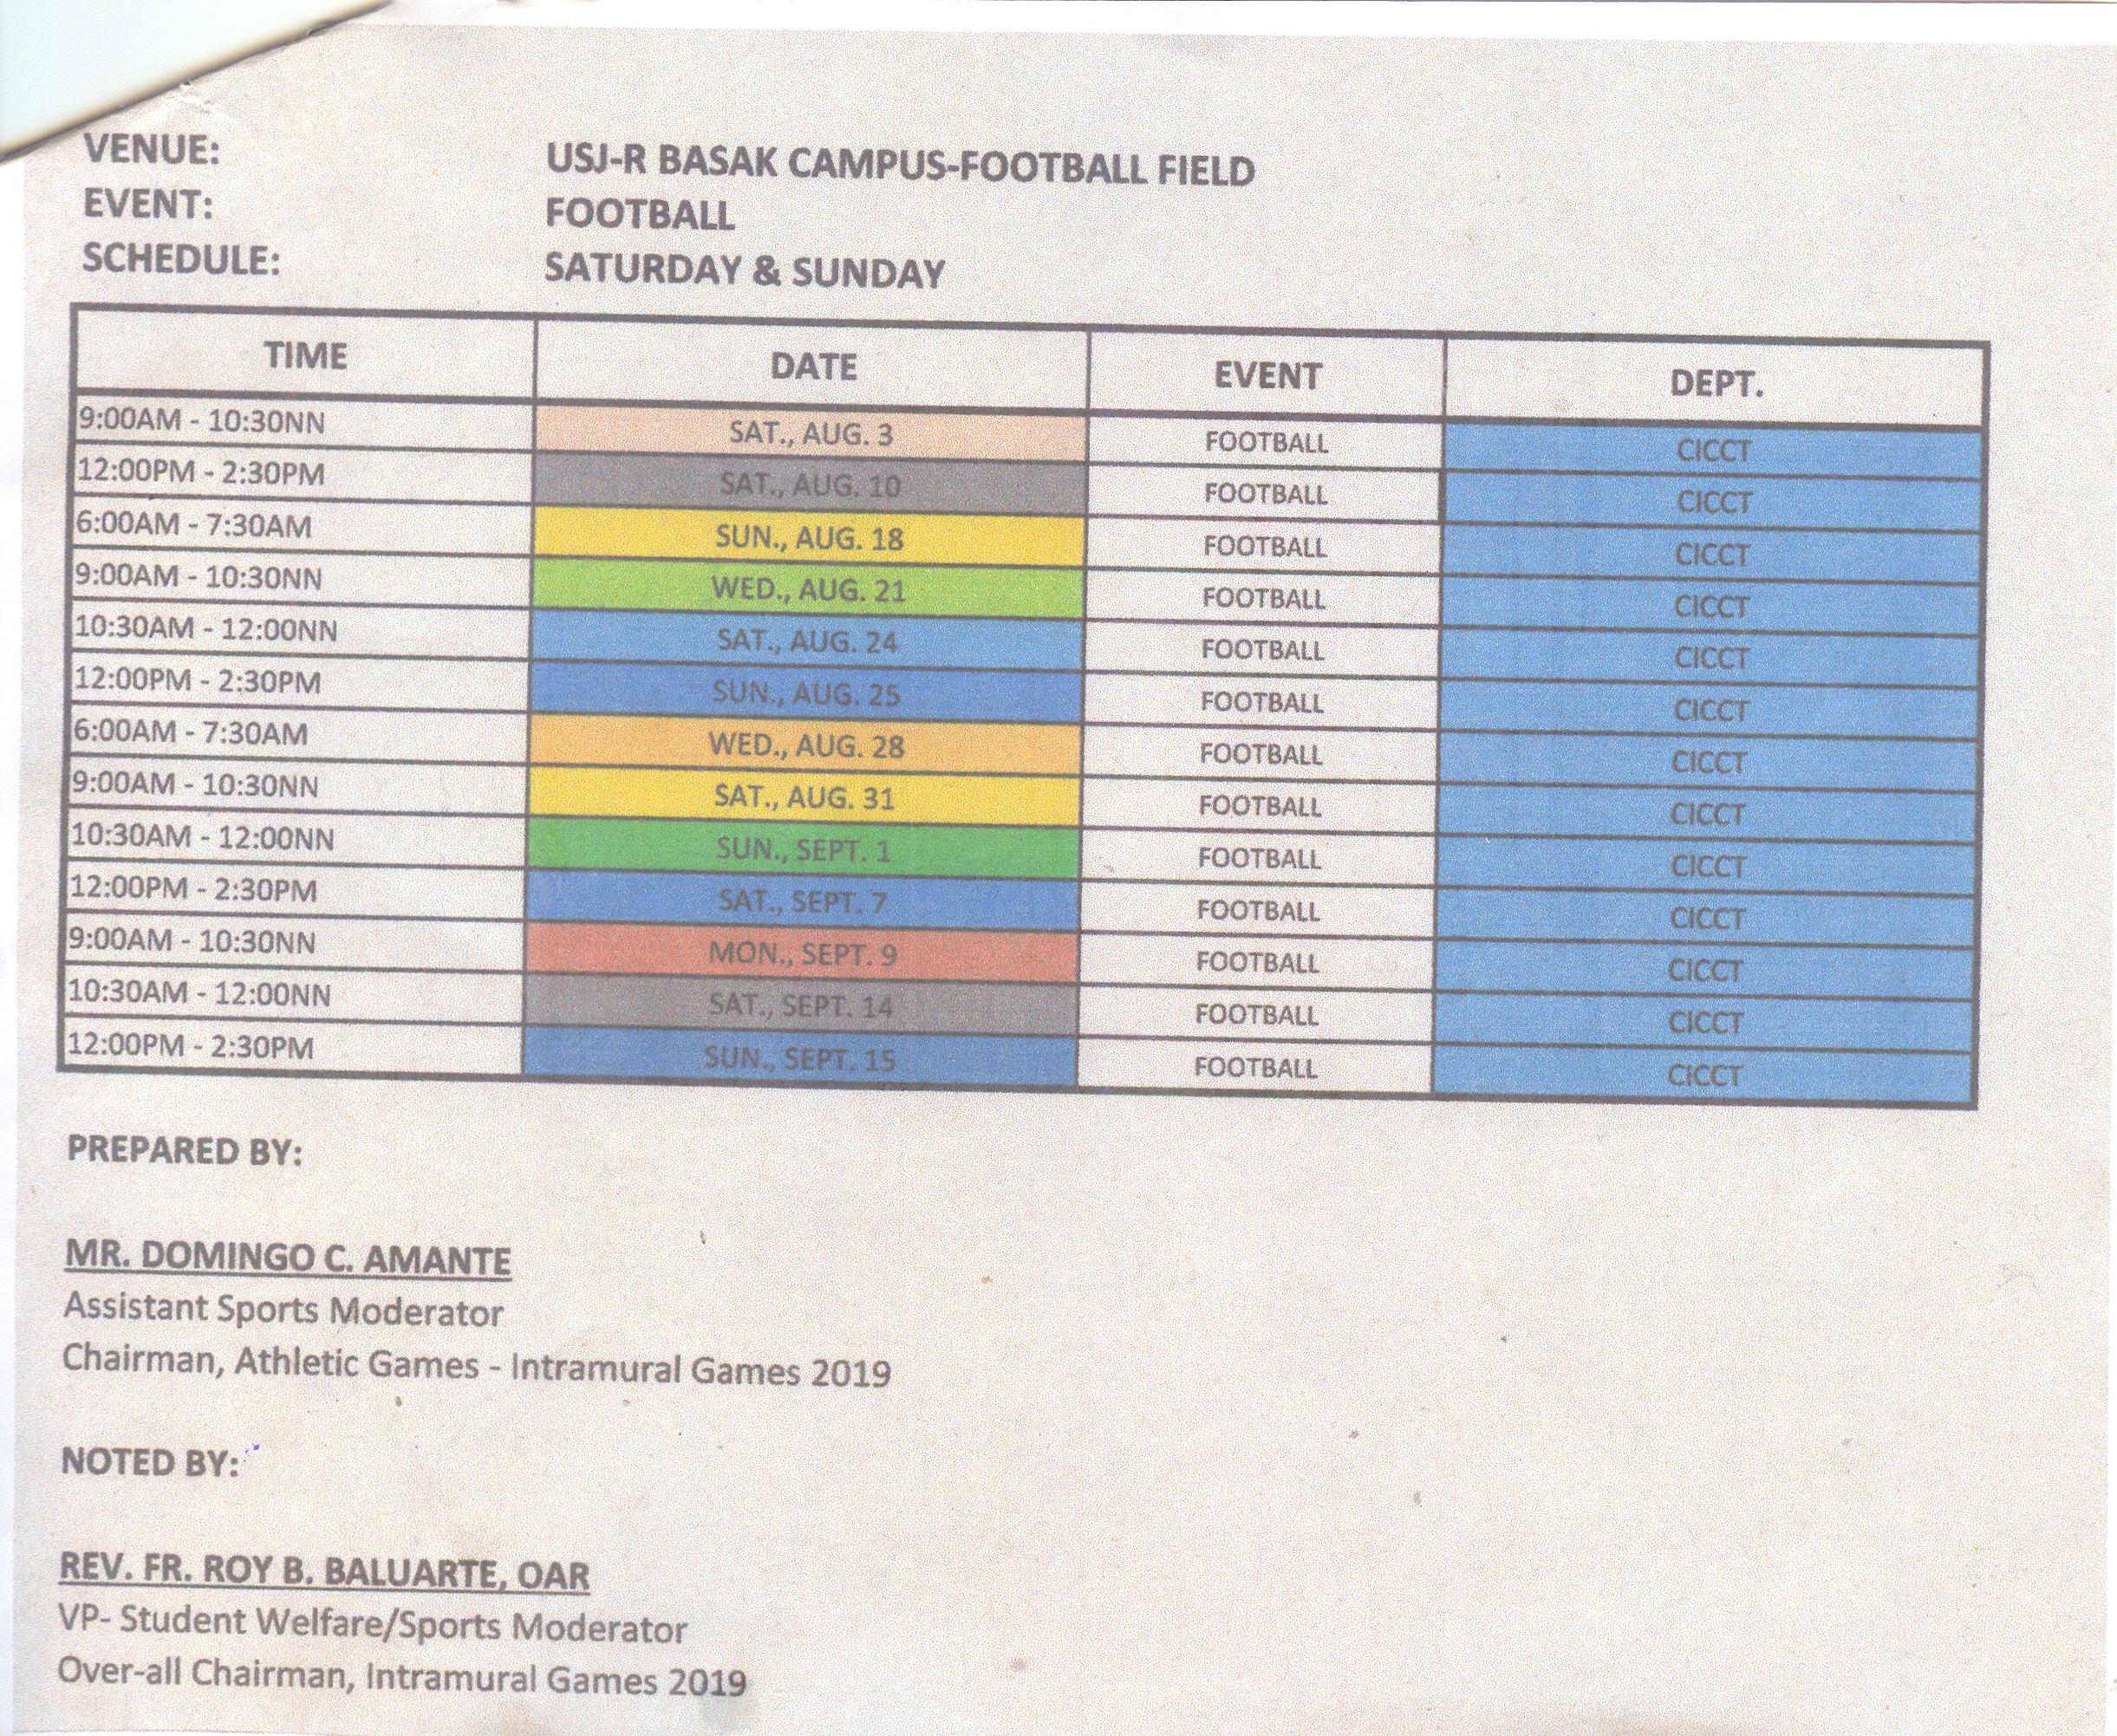 VENUE: USJ-R BASAK CAMPUS-FOOTBALL FIELD
EVENT: FOOTBALL
SCHEDULE: SATURDAY & SUNDAY
TIME DATE EVENT DEPT.
9:00AM - 10:30NN SAT., AUG. 3 FOOTBALL CICCT
12:00PM - 2:30PM SAT., AUG. 10 FOOTBALL CICCT
6:00AM - 7:30AM SUN., AUG. 18 FOOTBALL CICCT
9:00AM - 10:30NN WED., AUG. 21 FOOTBALL CICCT
10:30AM - 12:00NN SAT., AUG. 24 FOOTBALL CICCT
12:00PM - 2:30PM SUN., AUG. 25 FOOTBALL CICCT
6:00AM - 7:30AM WED., AUG. 28 FOOTBALL CICCT
9:00AM - 10:30NN SAT., AUG. 31 FOOTBALL CICCT
10:30AM - 12:00NN SUN., SEPT. 1 FOOTBALL CICCT
12:00PM - 2:30PM SAT., SEPT. 7 FOOTBALL CICCT
9:00AM - 10:30NN MON., SEPT. 9 FOOTBALL CICCT
10:30AM - 12:00NN SAT., SEPT. 14 FOOTBALL CICCT
12:00PM - 2:30PM SUN., SEPT. 15 FOOTBALL CICCT
PREPARED BY:
MR. DOMINGO C. AMANTE
Assistant Sports Moderator
Chairman, Athletic Games - Intramural Games 2019
NOTED BY:
REV. FR. ROY B. BALUARTE, OAR
VP- Student Welfare/Sports Moderator
Over-all Chairman, Intramural Games 2019